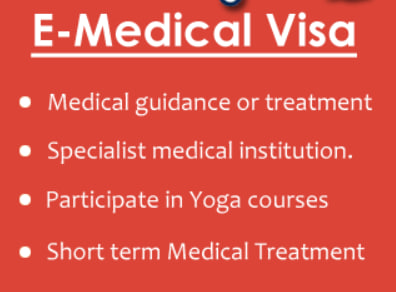 E-Medical Visa
Medical guidance or treatment
Specialist medical institution.
Participate in Yoga courses
Short term Medical Treatment